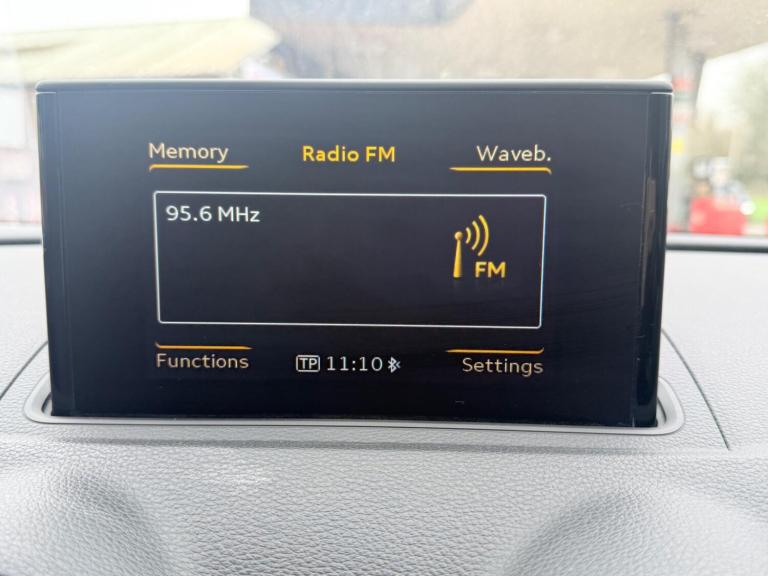 Memory Radio FM Waveb.
95.6 MHz
FM
Functions TP 11:10 Settings